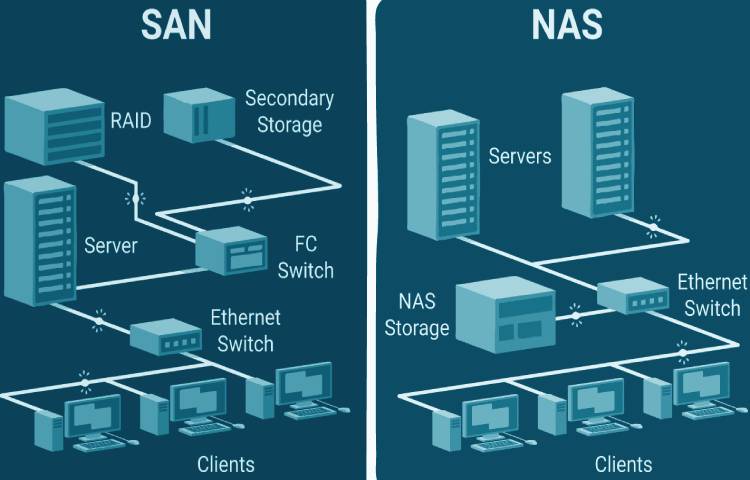 SAN
RAID
Secondary
Storage
Server
FC
Switch
Ethernet
Switch
Clients
NAS
Servers
NAS
Storage
Ethernet
Switch
Clients